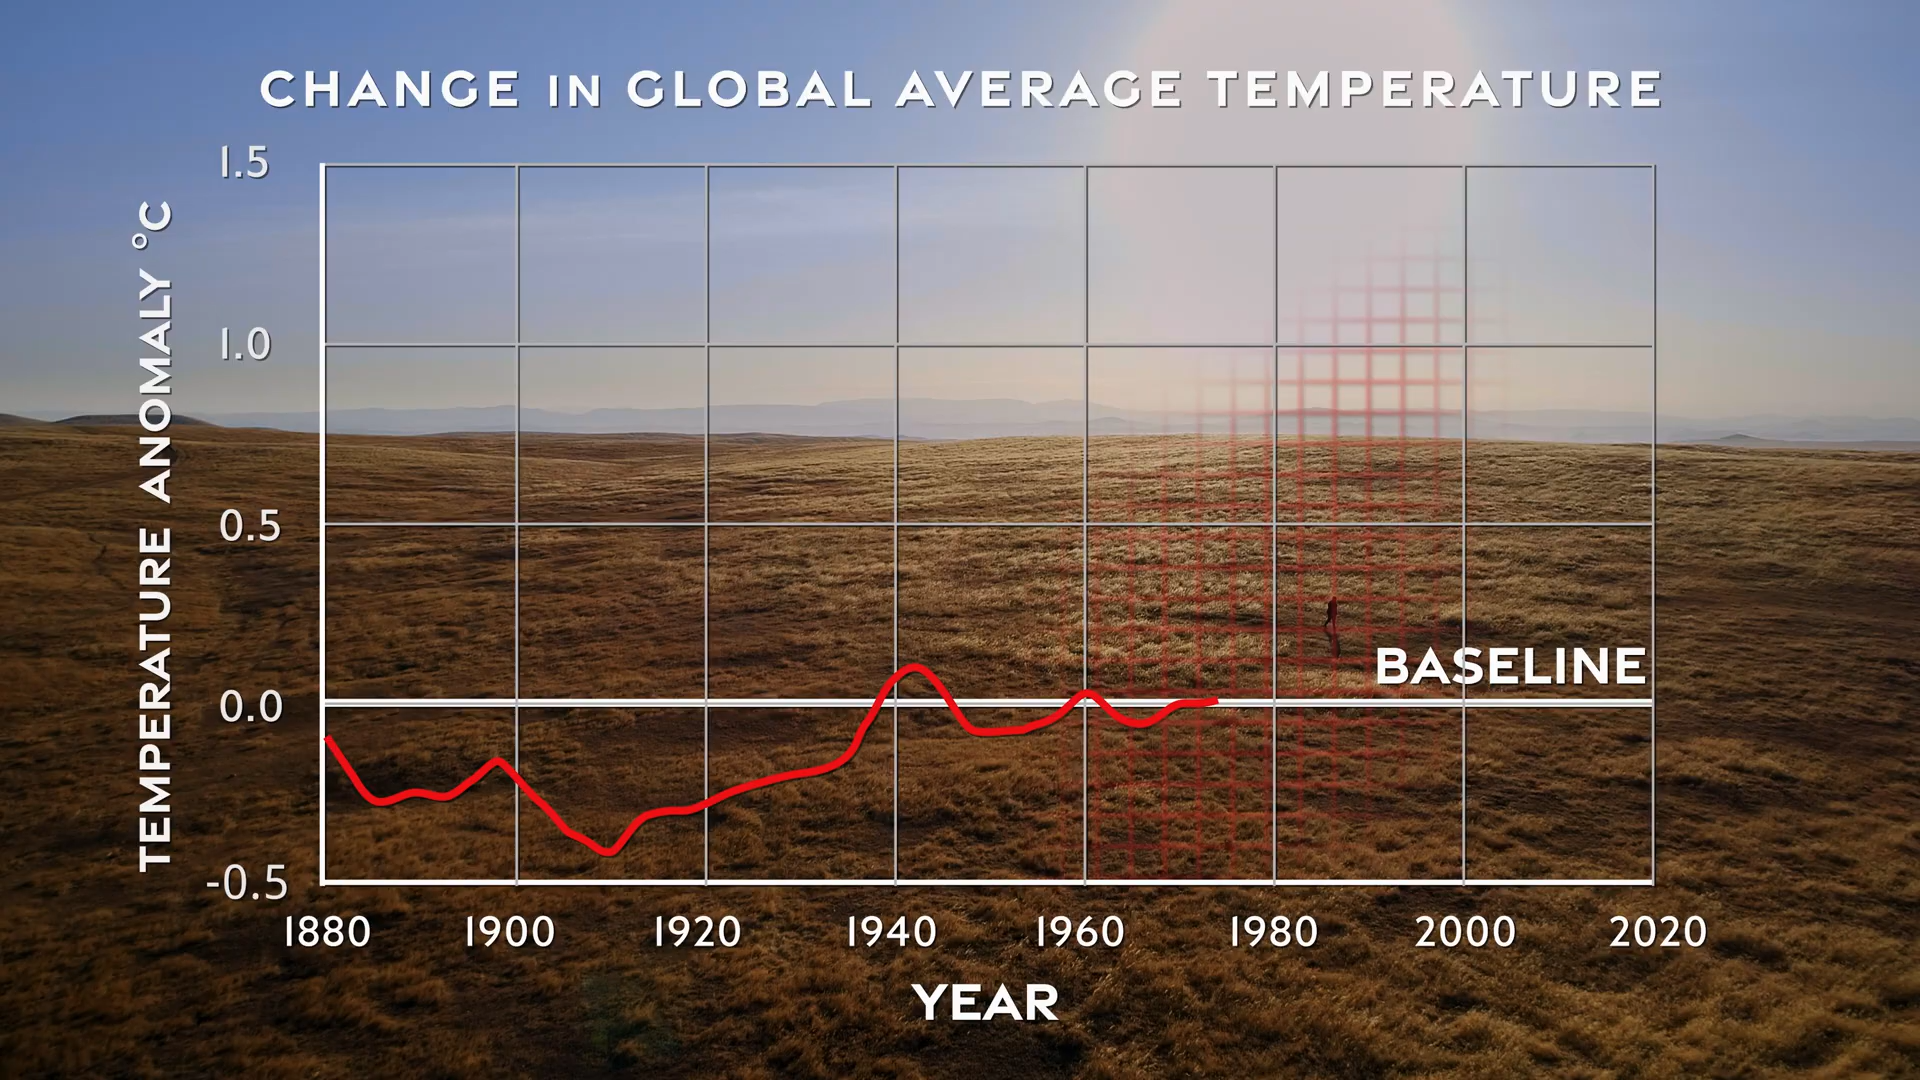 CHANGE IN GLOBAL AVERAGE TEMPERATURE
TEMPERATURE ANOMALY °C
1.5
1.0
0.5
0.0
-0.5
BASELINE
1880 1900 1920 1940 1960 1980 2000 2020
YEAR